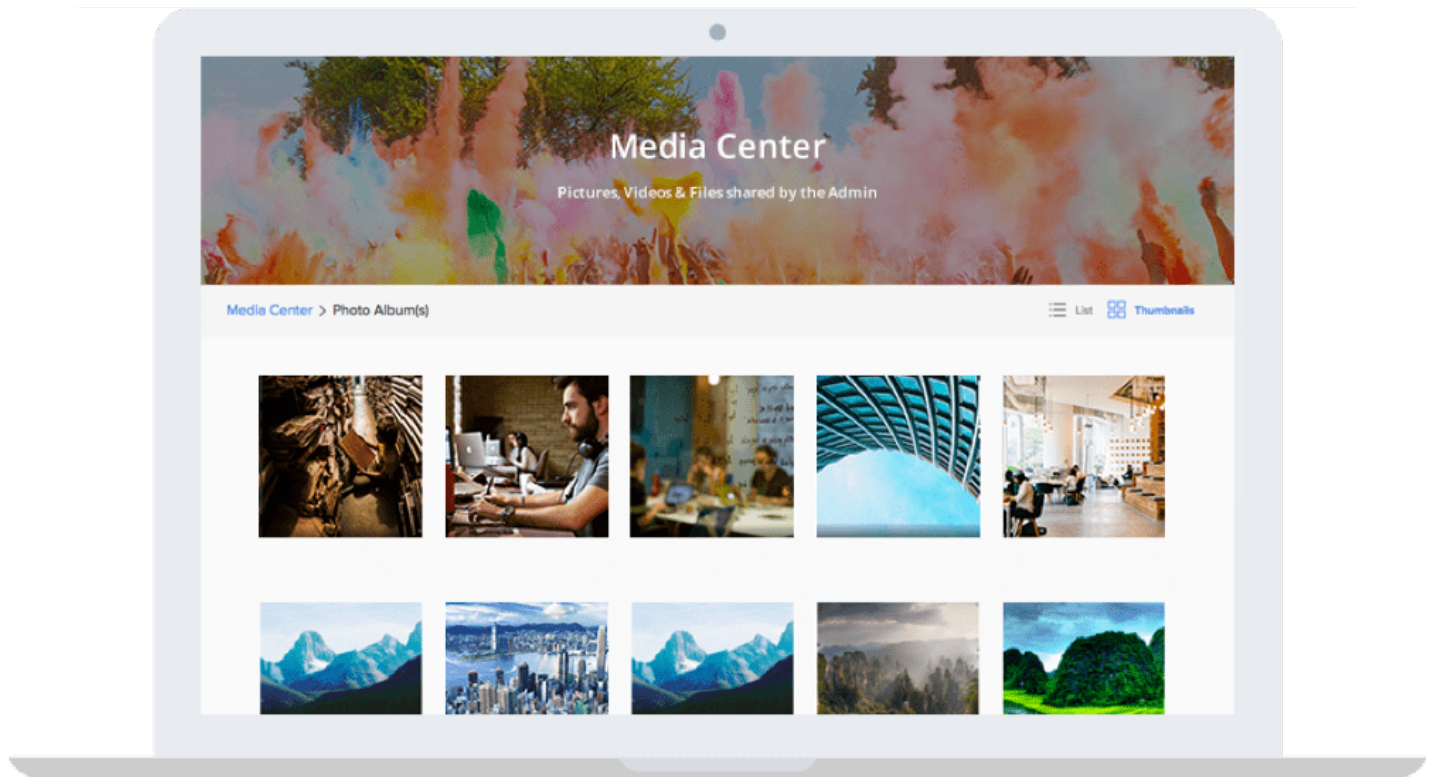 Media Center
Pictures, Videos & Files shared by the Admin
Media Center > Photo Album(s)
List
Thumbnails